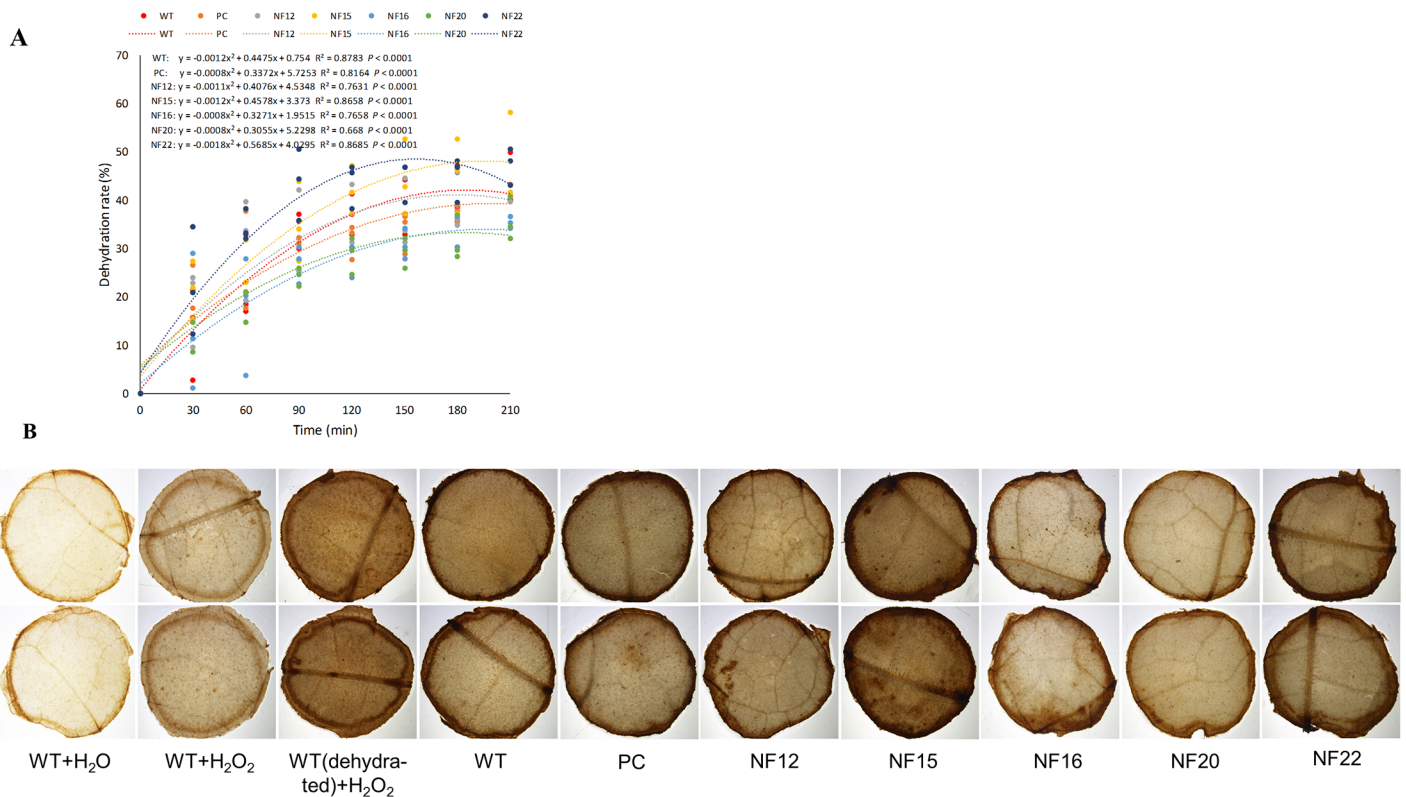 WT PC NF12 NF15 NF16 NF20 NF22
A
WT PC NF12 NF15 NF16 NF20 NF22
70
WT: y = -0.0012x² + 0.4475x + 0.754 R² = 0.8783 P < 0.0001
PC: y = -0.0008x² + 0.3372x + 5.7253 R² = 0.8164 P < 0.0001
NF12: y = -0.0011x² + 0.4076x + 4.5348 R² = 0.7631 P < 0.0001
NF15: y = -0.0012x² + 0.4578x + 3.373 R² = 0.8658 P < 0.0001
NF16: y = -0.0008x² + 0.3271x + 1.9515 R² = 0.7658 P < 0.0001
NF20: y = -0.0008x² + 0.3055x + 5.2298 R² = 0.668 P < 0.0001
NF22: y = -0.0018x² + 0.5685x + 4.0295 R² = 0.8685 P < 0.0001
60
50
40
30
20
10
0
Dehydration rate (%)
0 30 60 90 120 150 180 210
Time (min)
B
WT+H₂O WT+H₂O₂ WT(dehydra- WT PC NF12 NF15 NF16 NF20 NF22
ted)+H₂O₂